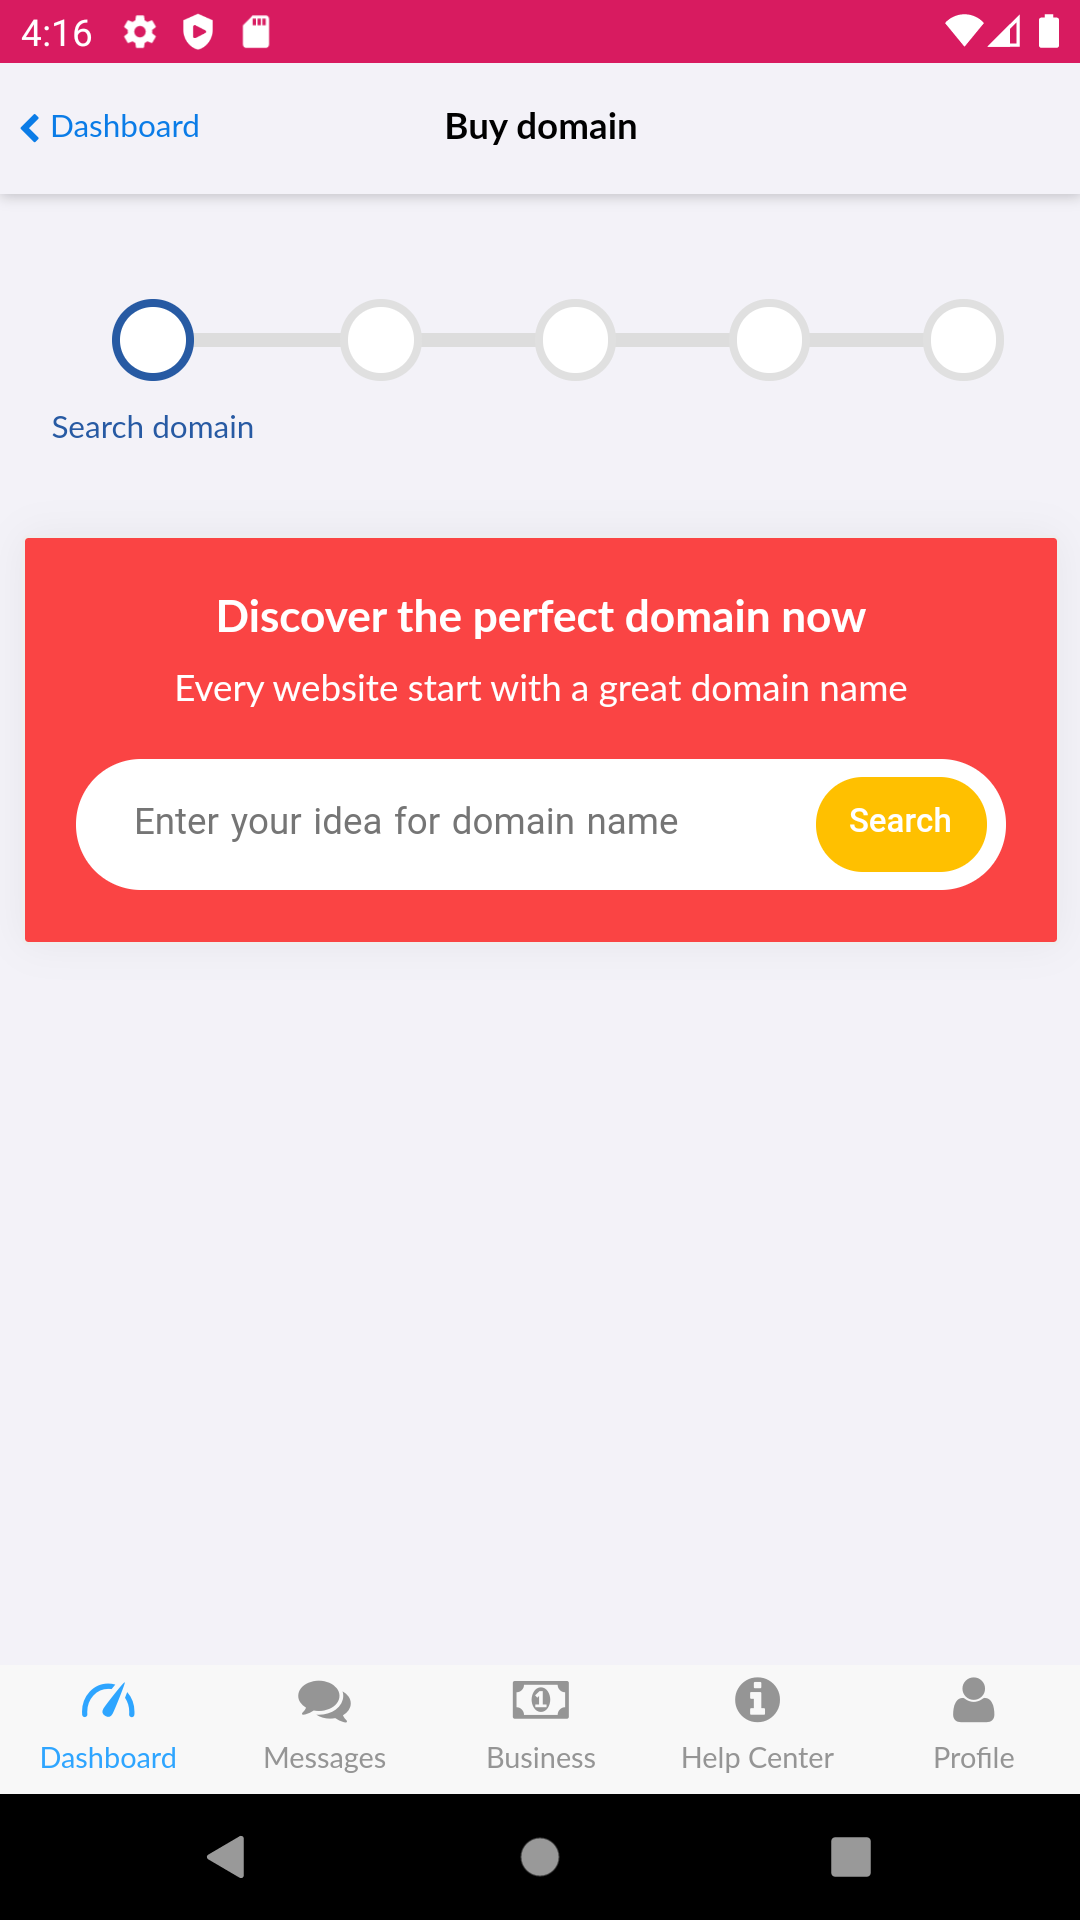 4:16
Dashboard
Buy domain
Search domain
Discover the perfect domain now
Every website start with a great domain name
Enter your idea for domain name
Search
Dashboard
Messages
Business
Help Center
Profile